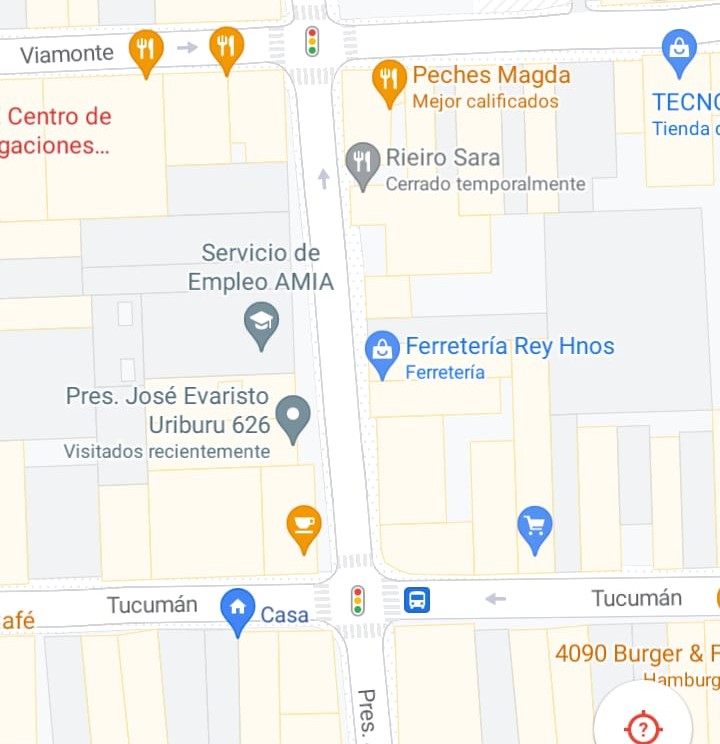 Viamonte
Peches Magda
Mejor calificados
TECNO
Tienda d
Centro de
gaciones...
Rieiro Sara
Cerrado temporalmente
Servicio de
Empleo AMIA
Ferretería Rey Hnos
Ferretería
Pres. José Evaristo
Uriburu 626
Visitados recientemente
Tucumán
Tucumán
afé
Casa
4090 Burger & F
Hamburg
Pres.
?